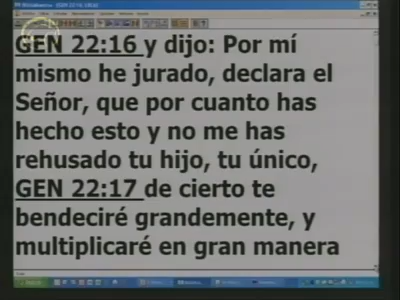 GEN 22:16 y dijo: Por mí
mismo he jurado, declara el
Señor, que por cuanto has
hecho esto y no me has
rehusado tu hijo, tu único,
GEN 22:17 de cierto te
bendeciré grandemente, y
multiplicaré en gran manera